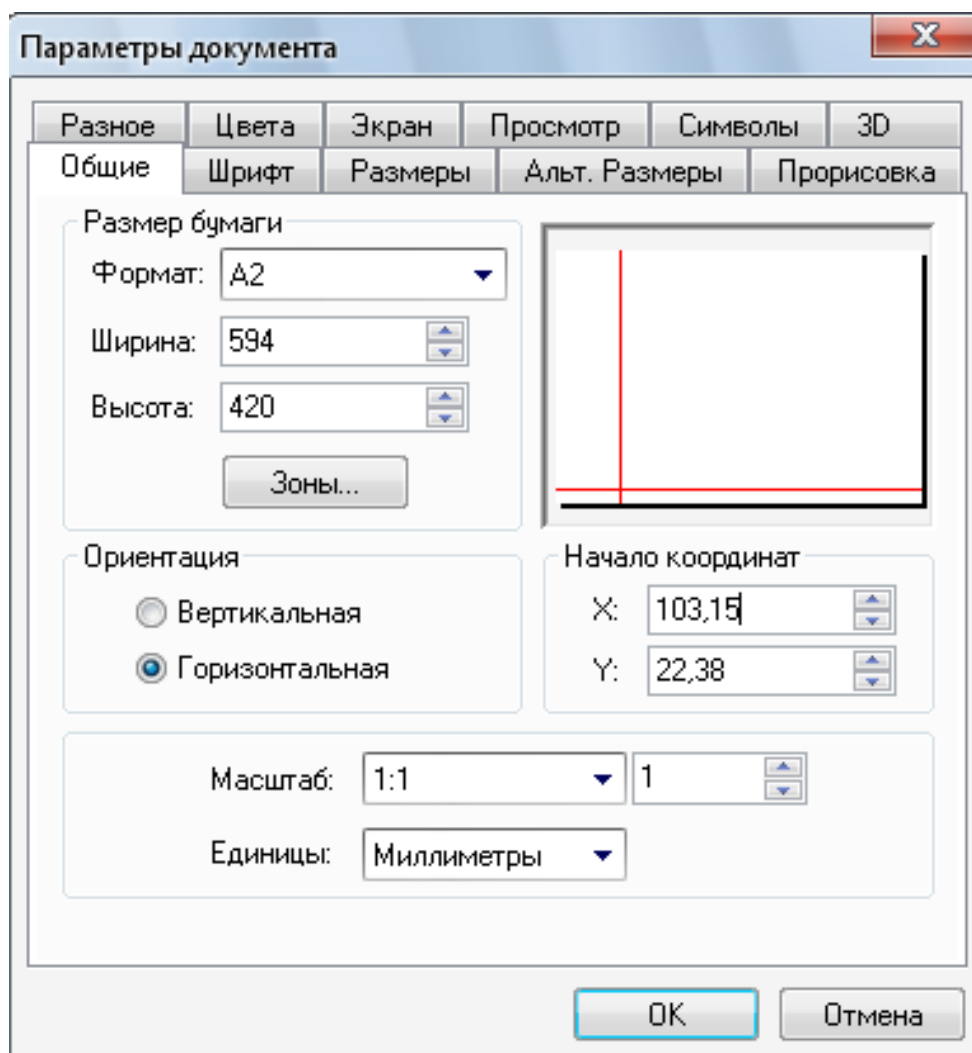 Параметры документа
Разное Цвета Экран Просмотр Символы 3D
Общие Шрифт Размеры Альт. Размеры Прорисовка
Размер бумаги
Формат: A2
Ширина: 594
Высота: 420
Зоны...
Ориентация
Вертикальная
Горизонтальная
Начало координат
X: 103,15
Y: 22,38
Масштаб: 1:1 1
Единицы: Миллиметры
OK Отмена